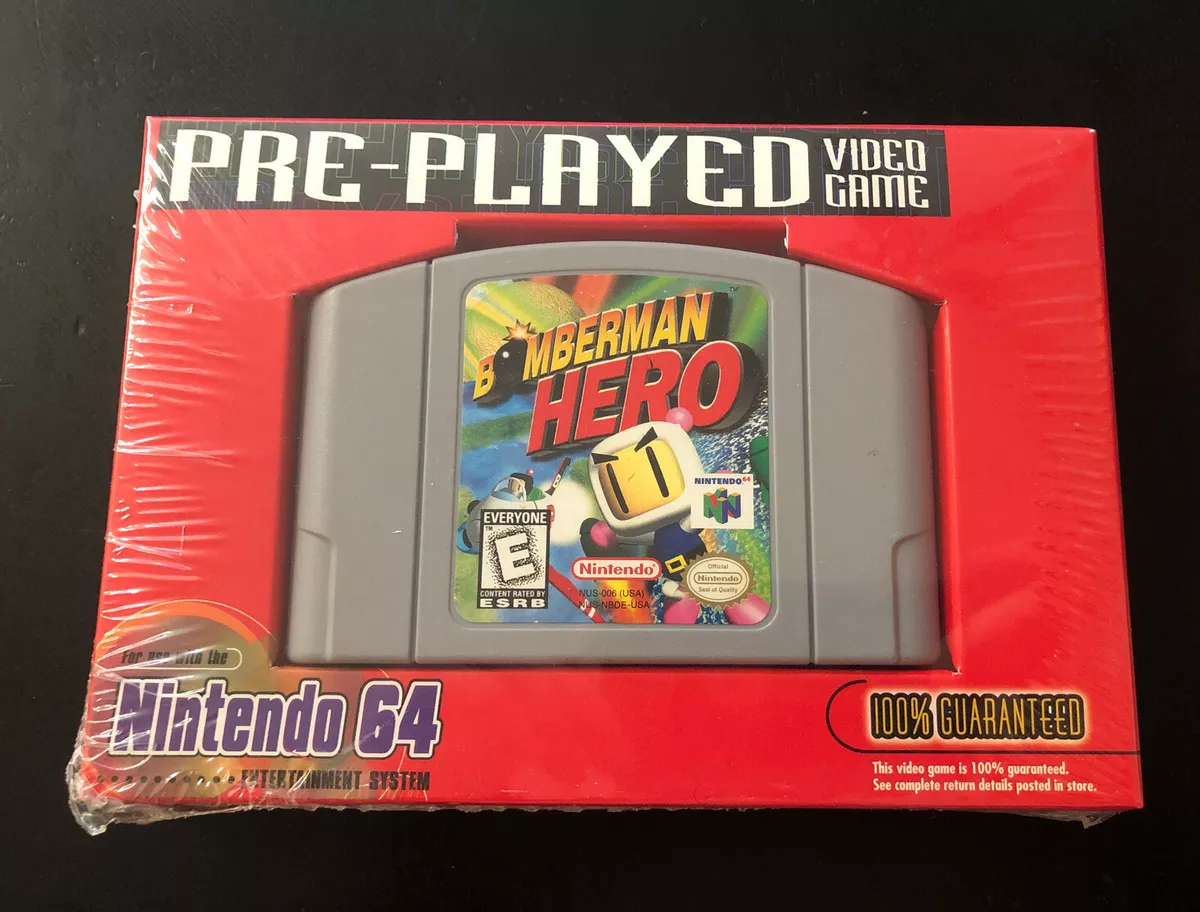 PRE-PLAYED VIDEO GAME
BOMBERMAN
HERO
TM
NINTENDO 64
EVERYONE
TM
E
CONTENT RATED BY
ESRB
Nintendo
NUS-006 (USA)
NUS-NBDE-USA
Official
Nintendo
Seal of Quality
For use with the
Nintendo 64
ENTERTAINMENT SYSTEM
100% GUARANTEED
This video game is 100% guaranteed.
See complete return details posted in store.